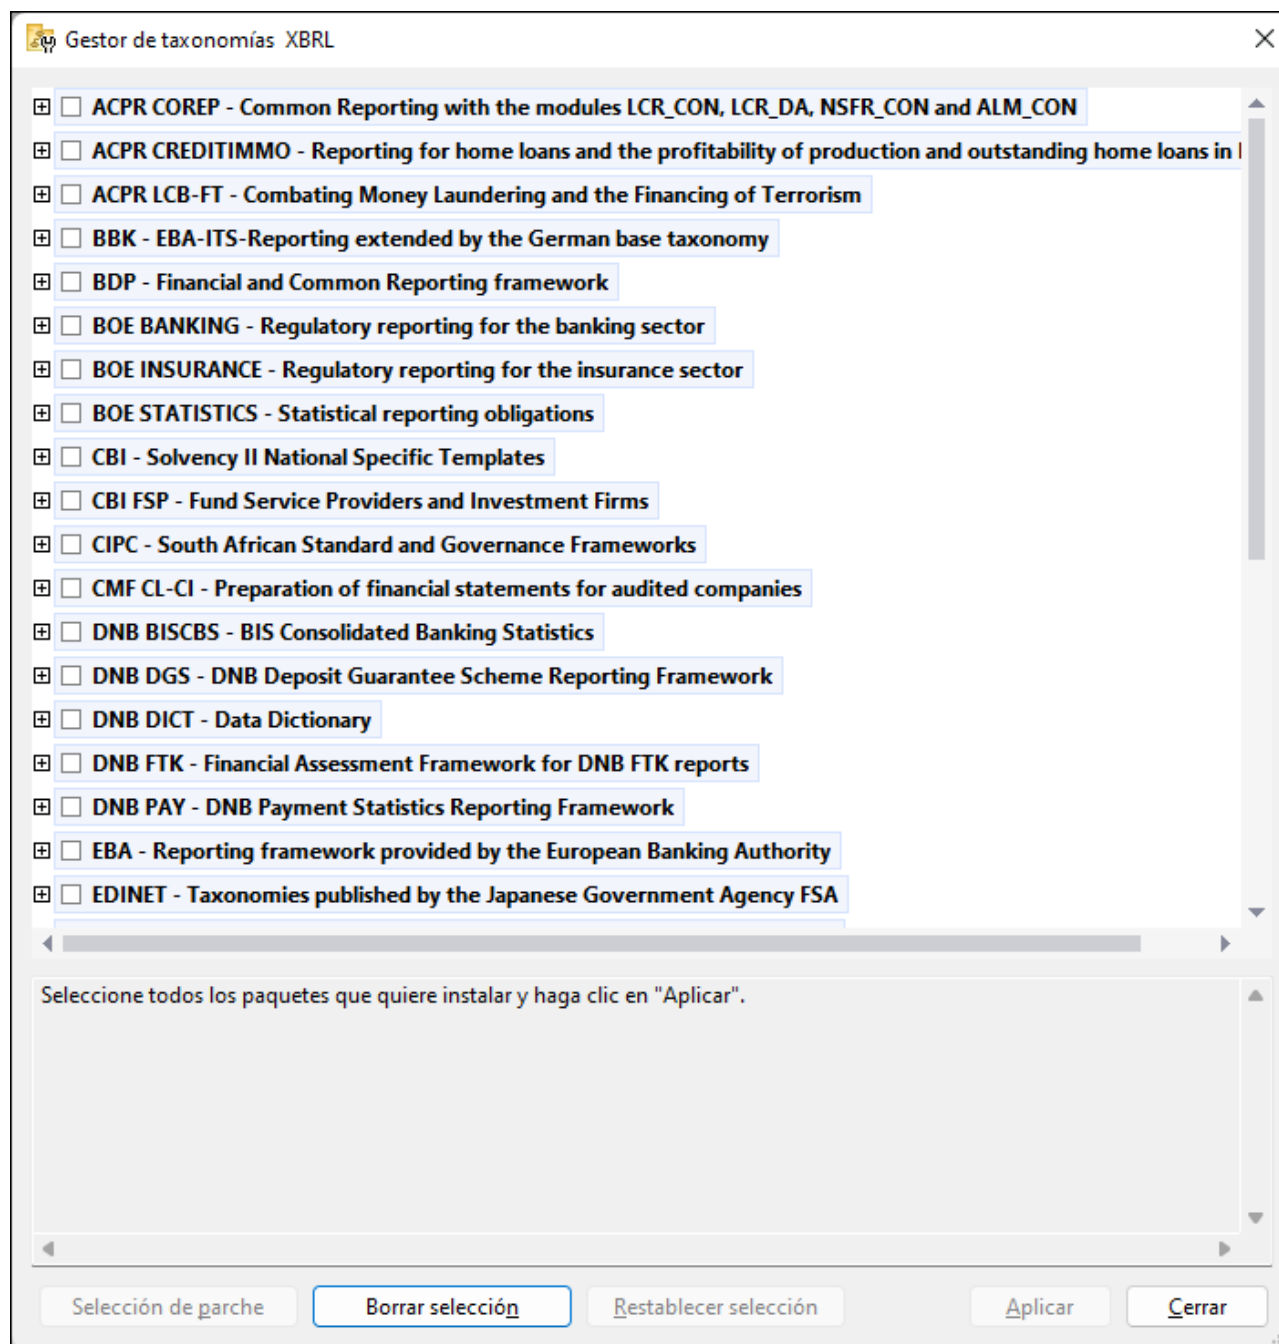 Gestor de taxonomías XBRL
ACPR COREP - Common Reporting with the modules LCR_CON, LCR_DA, NSFR_CON and ALM_CON
ACPR CREDITIMMO - Reporting for home loans and the profitability of production and outstanding home loans in
ACPR LCB-FT - Combating Money Laundering and the Financing of Terrorism
BBK - EBA-ITS-Reporting extended by the German base taxonomy
BDP - Financial and Common Reporting framework
BOE BANKING - Regulatory reporting for the banking sector
BOE INSURANCE - Regulatory reporting for the insurance sector
BOE STATISTICS - Statistical reporting obligations
CBI - Solvency II National Specific Templates
CBI FSP - Fund Service Providers and Investment Firms
CIPC - South African Standard and Governance Frameworks
CMF CL-CI - Preparation of financial statements for audited companies
DNB BISCBS - BIS Consolidated Banking Statistics
DNB DGS - DNB Deposit Guarantee Scheme Reporting Framework
DNB DICT - Data Dictionary
DNB FTK - Financial Assessment Framework for DNB FTK reports
DNB PAY - DNB Payment Statistics Reporting Framework
EBA - Reporting framework provided by the European Banking Authority
EDINET - Taxonomies published by the Japanese Government Agency FSA
Seleccione todos los paquetes que quiere instalar y haga clic en "Aplicar".
Selección de parche
Borrar selección
Restablecer selección
Aplicar
Cerrar